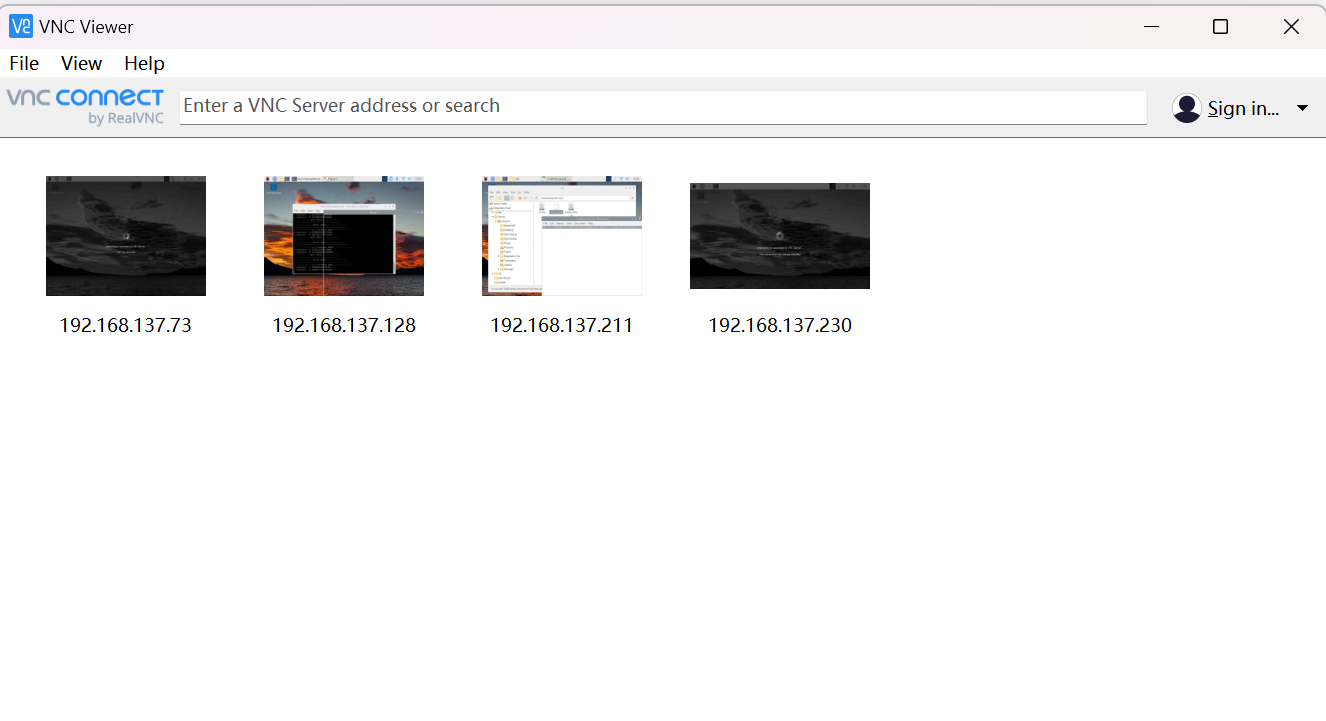 VNC Viewer
File View Help
vnc connect
by RealVNC
Enter a VNC Server address or search
Sign in...
192.168.137.73
192.168.137.128
192.168.137.211
192.168.137.230